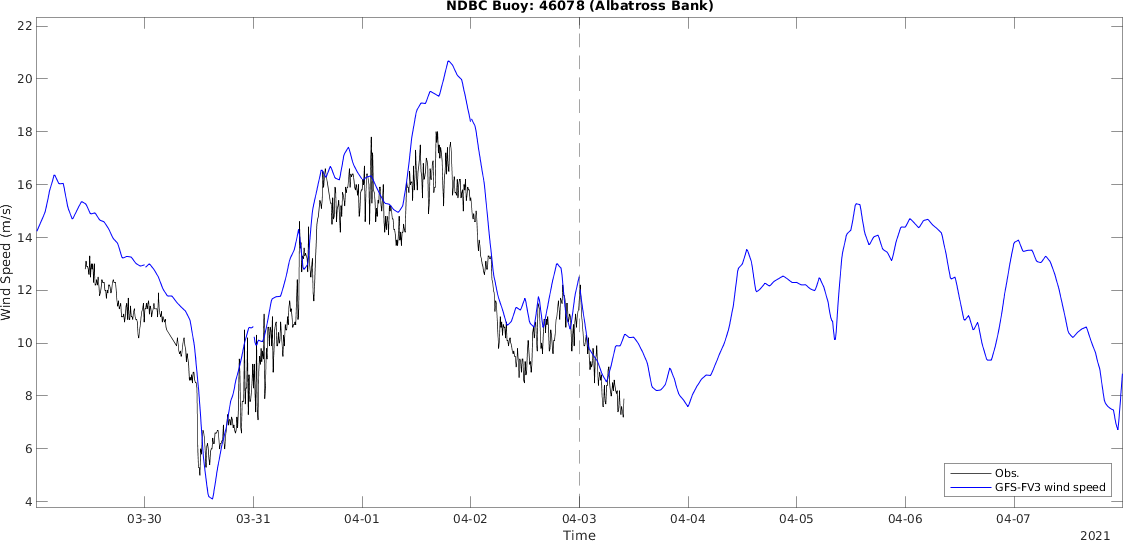 NDBC Buoy: 46078 (Albatross Bank)
22
20
18
16
14
12
10
8
6
4
Wind Speed (m/s)
Obs.
GFS-FV3 wind speed
03-30 03-31 04-01 04-02 04-03 04-04 04-05 04-06 04-07
Time
2021